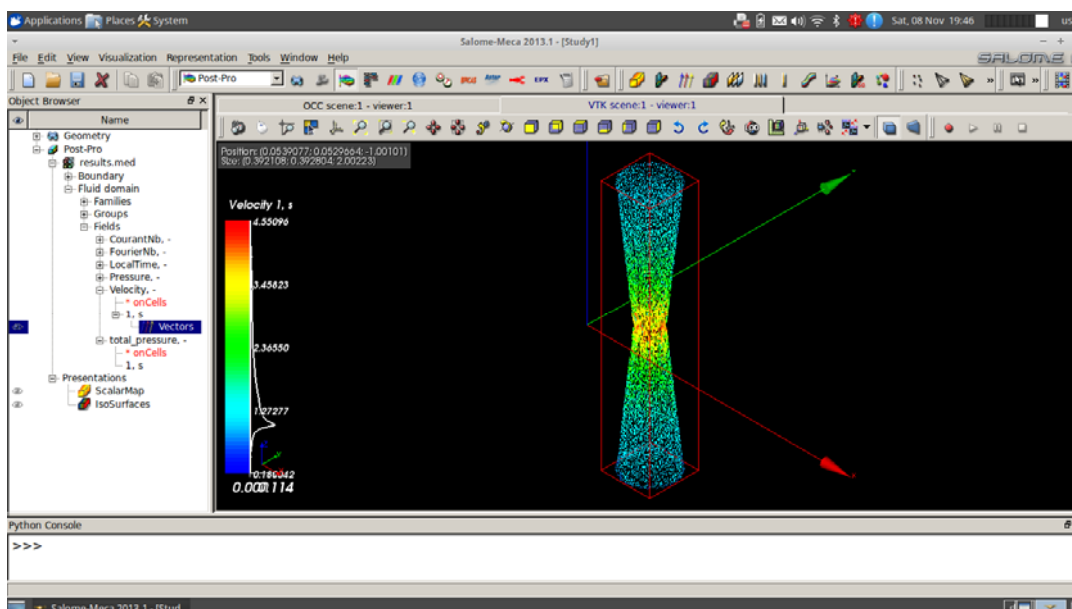 Applications Places System Sat, 08 Nov 19:46 us
Salome-Meca 2013.1 - [Study1]
File Edit View Visualization Representation Tools Window Help
SALOME
Post-Pro
Object Browser
OCC scene:1 - viewer:1
VTK scene:1 - viewer:1
Name
Geometry
Post-Pro
results.med
Boundary
Fluid domain
Families
Groups
Fields
CourantNb, -
FourierNb, -
LocalTime, -
Pressure, -
Velocity, -
* onCells
1, s
Vectors
total_pressure, -
* onCells
1, s
Presentations
ScalarMap
IsoSurfaces
Position: (0.0539077; 0.0529664; -1.00101)
Size: (0.392108; 0.392804; 2.00223)
Velocity 1, s
4.55096
3.45823
2.36550
1.27277
0.180042
Python Console
>>>
Salome-Meca 2013.1 - [Stud